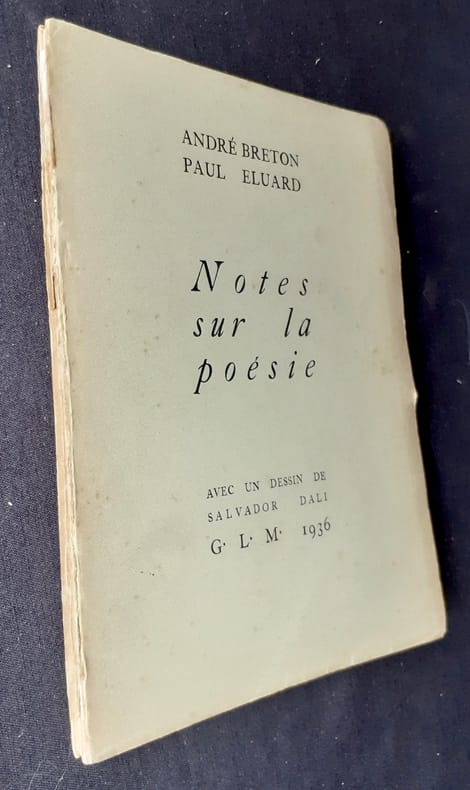 ANDRÉ BRETON
PAUL ELUARD
Notes
sur la
poésie
AVEC UN DESSIN DE
SALVADOR DALI
G. L. M. 1936